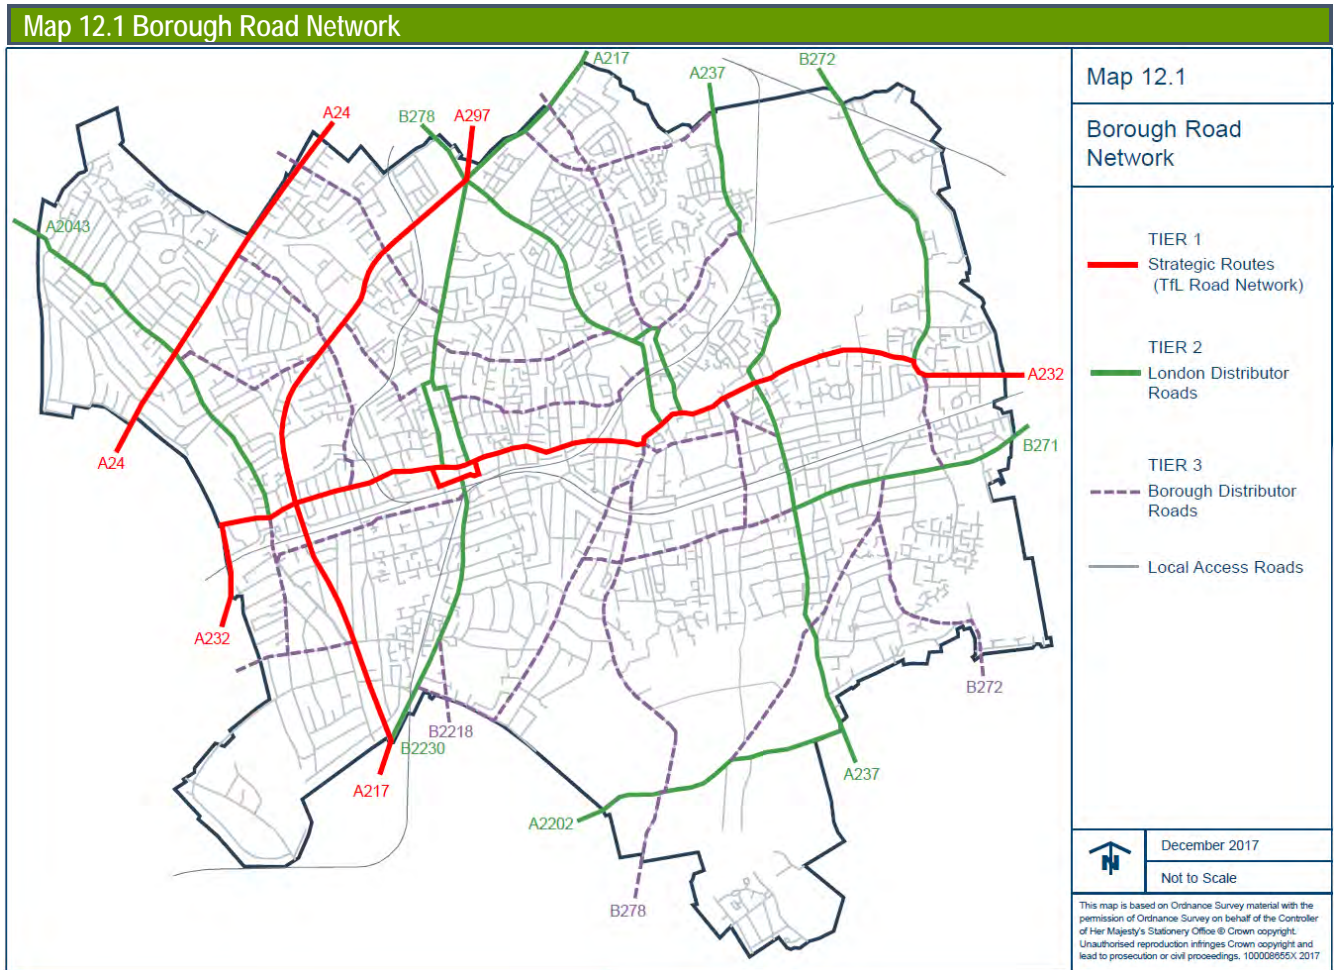 Map 12.1 Borough Road Network
A217
A237
B272
A24
B278
A297
A2043
A232
A24
B271
A232
B272
B2218
B2230
A237
A217
A2202
B278
Map 12.1
Borough Road
Network
TIER 1
Strategic Routes
(TfL Road Network)
TIER 2
London Distributor
Roads
TIER 3
Borough Distributor
Roads
Local Access Roads
N
December 2017
Not to Scale
This map is based on Ordnance Survey material with the
permission of Ordnance Survey on behalf of the Controller
of Her Majesty's Stationery Office © Crown copyright.
Unauthorised reproduction infringes Crown copyright and
lead to prosecution or civil proceedings. 100008655X 2017